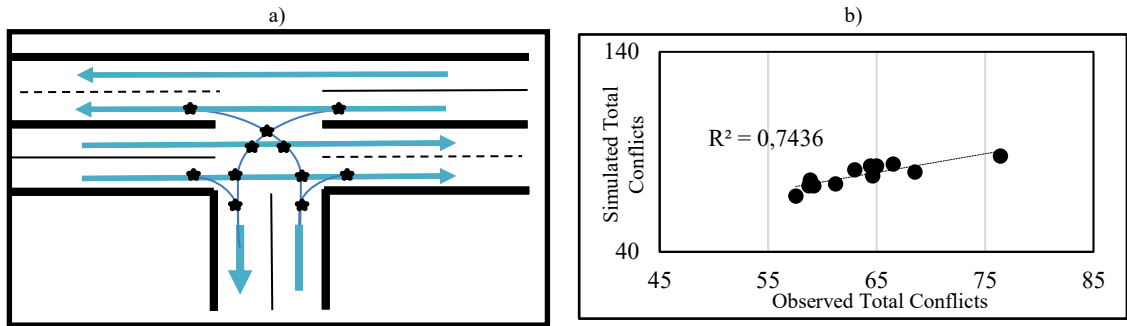 a)
b)
140
Simulated Total
Conflicts
R² = 0,7436
40
45
55
65
75
85
Observed Total Conflicts